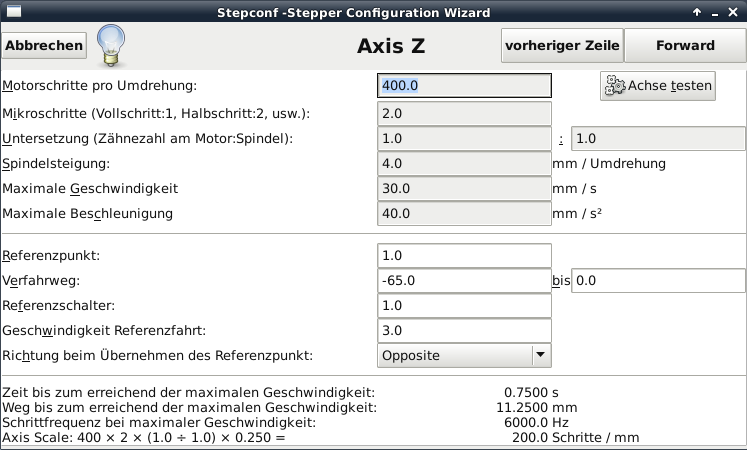 Stepconf -Stepper Configuration Wizard
Abbrechen Axis Z vorheriger Zeile Forward
Motorschritte pro Umdrehung: 400.0 Achse testen
Mikroschritte (Vollschritt:1, Halbschritt:2, usw.): 2.0
Untersetzung (Zähnezahl am Motor:Spindel): 1.0 : 1.0
Spindelsteigung: 4.0 mm / Umdrehung
Maximale Geschwindigkeit 30.0 mm / s
Maximale Beschleunigung 40.0 mm / s²
Referenzpunkt: 1.0
Verfahrweg: -65.0 bis 0.0
Referenzschalter: 1.0
Geschwindigkeit Referenzfahrt: 3.0
Richtung beim Übernehmen des Referenzpunkt: Opposite
Zeit bis zum erreichend der maximalen Geschwindigkeit: 0.7500 s
Weg bis zum erreichend der maximalen Geschwindigkeit: 11.2500 mm
Schrittfrequenz bei maximaler Geschwindigkeit: 6000.0 Hz
Axis Scale: 400 × 2 × (1.0 ÷ 1.0) × 0.250 = 200.0 Schritte / mm